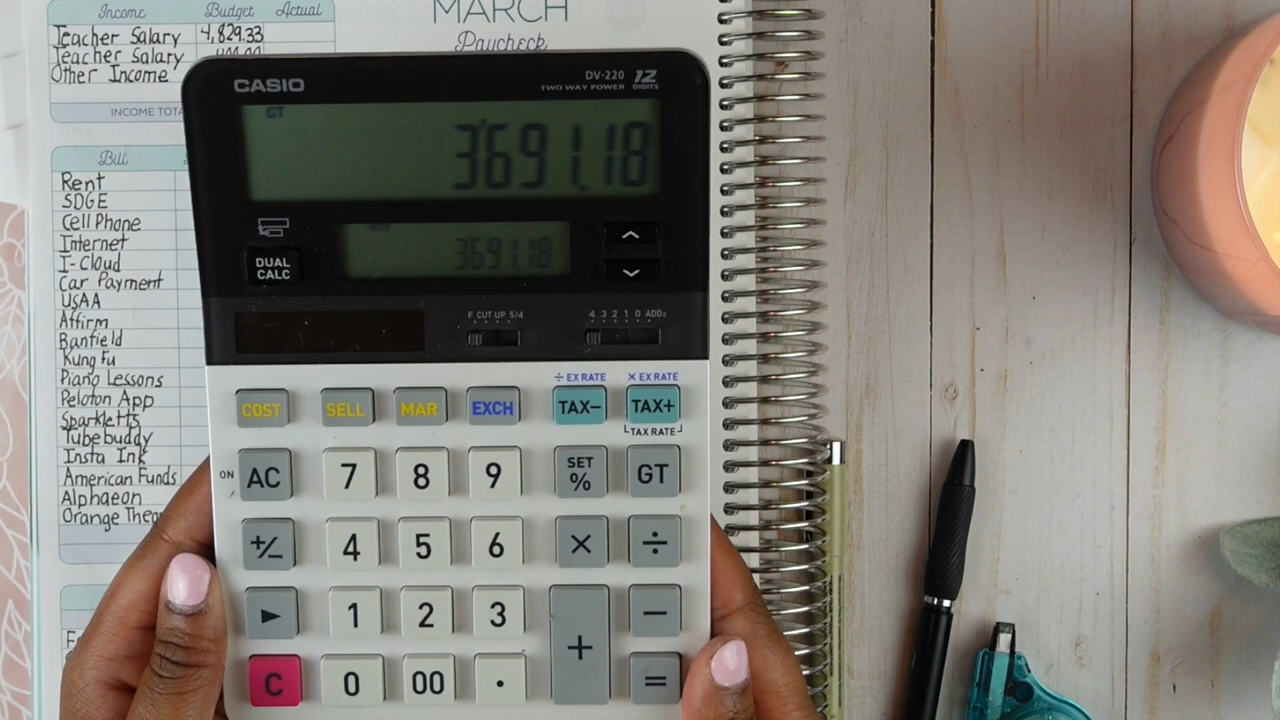 Income Budget Actual
Teacher Salary 4,829.33
Teacher Salary
Other Income
INCOME TOTA
MARCH
Paycheck
Bill
Rent
SDGE
Cell Phone
Internet
I-Cloud
Car Payment
USAA
Affirm
Banfield
Kung Fu
Piano Lessons
Peloton App
Sparkletts
Tubebuddy
Insta Ink
American Funds
Alphaeon
Orange Theo
CASIO
DV-220 12 DIGITS
TWO WAY POWER
GT
3'691.18
DUAL CALC
3691.18
F CUT UP 5/4
4 3 2 1 0 ADD2
÷ EX RATE × EX RATE
COST SELL MAR EXCH TAX− TAX+
TAX RATE
ON AC 7 8 9 SET % GT
+/− 4 5 6 × ÷
► 1 2 3 + −
C 0 00 · =